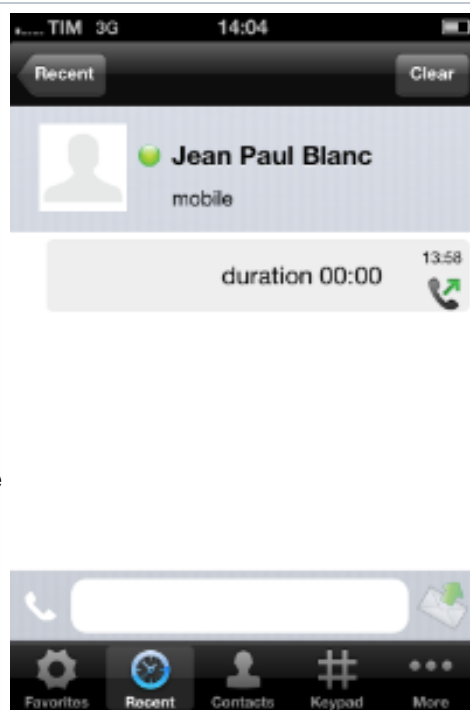 TIM 3G 14:04
Recent Clear
Jean Paul Blanc
mobile
13:58
duration 00:00
Favorites Recent Contacts Keypad More